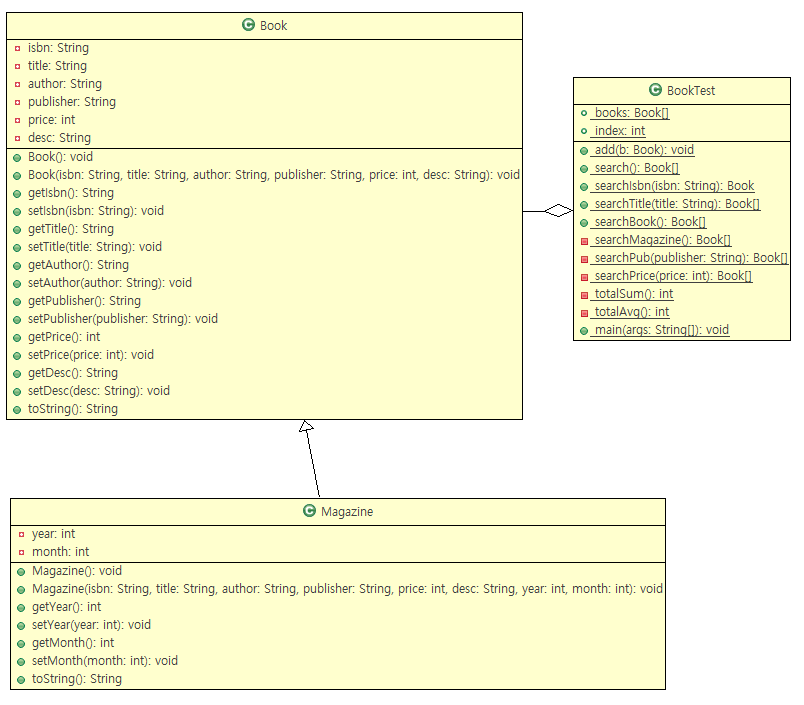 Book
isbn: String
title: String
author: String
publisher: String
price: int
desc: String
Book(): void
Book(isbn: String, title: String, author: String, publisher: String, price: int, desc: String): void
getIsbn(): String
setIsbn(isbn: String): void
getTitle(): String
setTitle(title: String): void
getAuthor(): String
setAuthor(author: String): void
getPublisher(): String
setPublisher(publisher: String): void
getPrice(): int
setPrice(price: int): void
getDesc(): String
setDesc(desc: String): void
toString(): String
BookTest
books: Book[]
index: int
add(b: Book): void
search(): Book[]
searchIsbn(isbn: String): Book
searchTitle(title: String): Book[]
searchBook(): Book[]
searchMagazine(): Book[]
searchPub(publisher: String): Book[]
searchPrice(price: int): Book[]
totalSum(): int
totalAvg(): int
main(args: String[]): void
Magazine
year: int
month: int
Magazine(): void
Magazine(isbn: String, title: String, author: String, publisher: String, price: int, desc: String, year: int, month: int): void
getYear(): int
setYear(year: int): void
getMonth(): int
setMonth(month: int): void
toString(): String